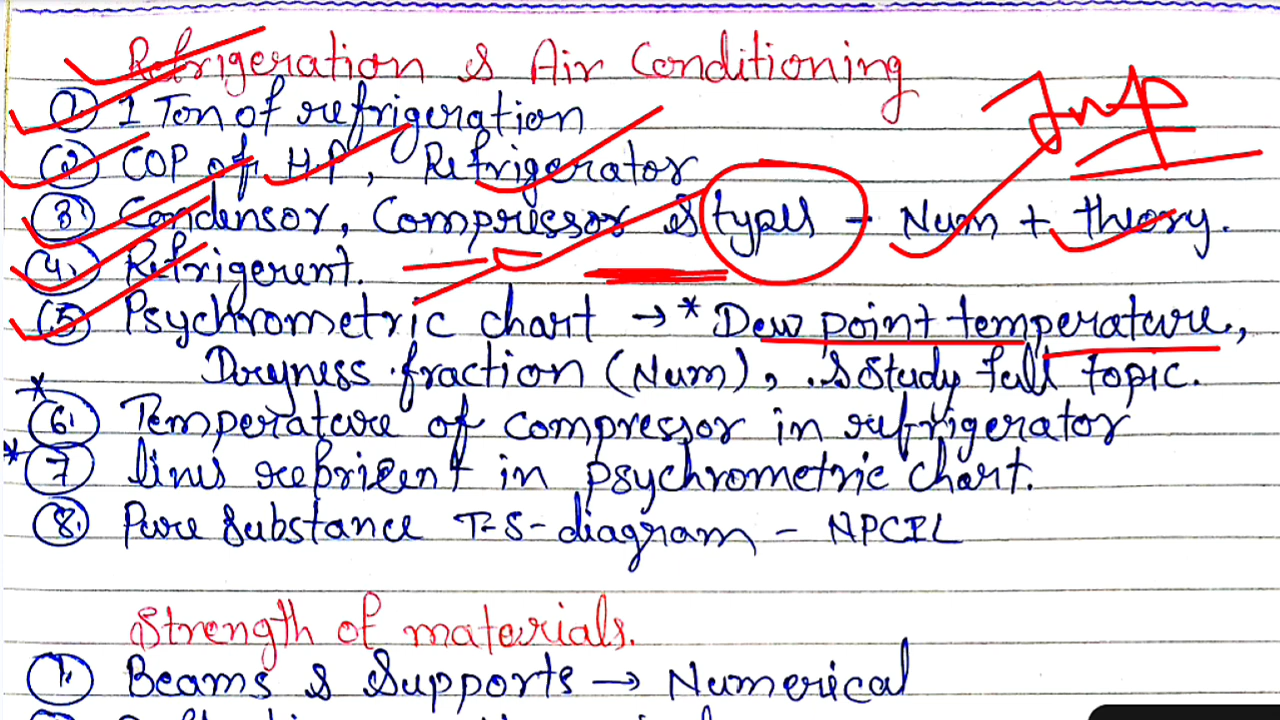 Refrigeration & Air Conditioning
Imp
① 1 Ton of refrigeration
② COP of HP, Refrigerator
③ Condensor, Compressor & types - Num + theory.
④ Refrigerent.
⑤ Psychrometric chart → * Dew point temperature,
Dryness fraction (Num), & Study full topic.
* ⑥ Temperature of compressor in refrigerator
* ⑦ lines reprizent in psychrometric chart.
⑧ Pure Substance T-S-diagram - NPCIL
Strength of materials.
① Beams & Supports → Numerical